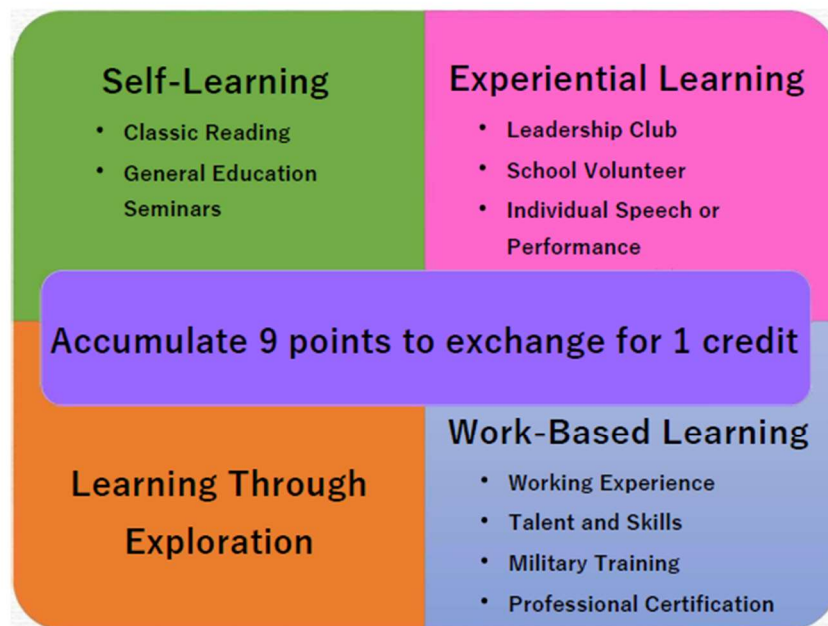 Self-Learning
• Classic Reading
• General Education
Seminars
Experiential Learning
• Leadership Club
• School Volunteer
• Individual Speech or
Performance
Accumulate 9 points to exchange for 1 credit
Learning Through
Exploration
Work-Based Learning
• Working Experience
• Talent and Skills
• Military Training
• Professional Certification